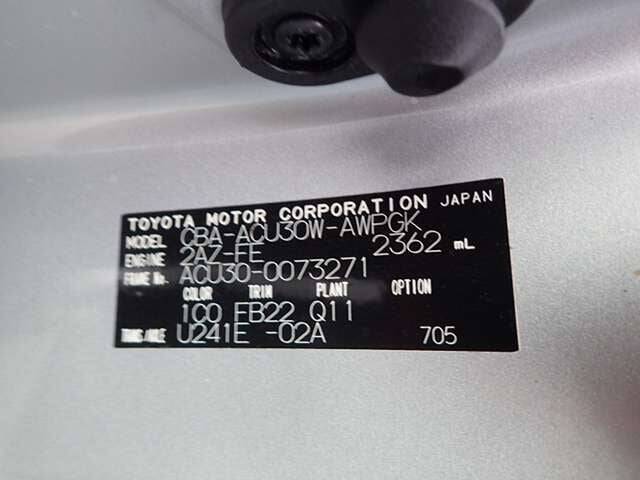 TOYOTA MOTOR CORPORATION JAPAN
MODEL CBA-ACU30W-AWPGK
ENGINE 2AZ-FE 2362 mL
FRAME No. ACU30-0073271
COLOR TRIM PLANT OPTION
1C0 FB22 Q11
TRANS/AXLE U241E -02A 705